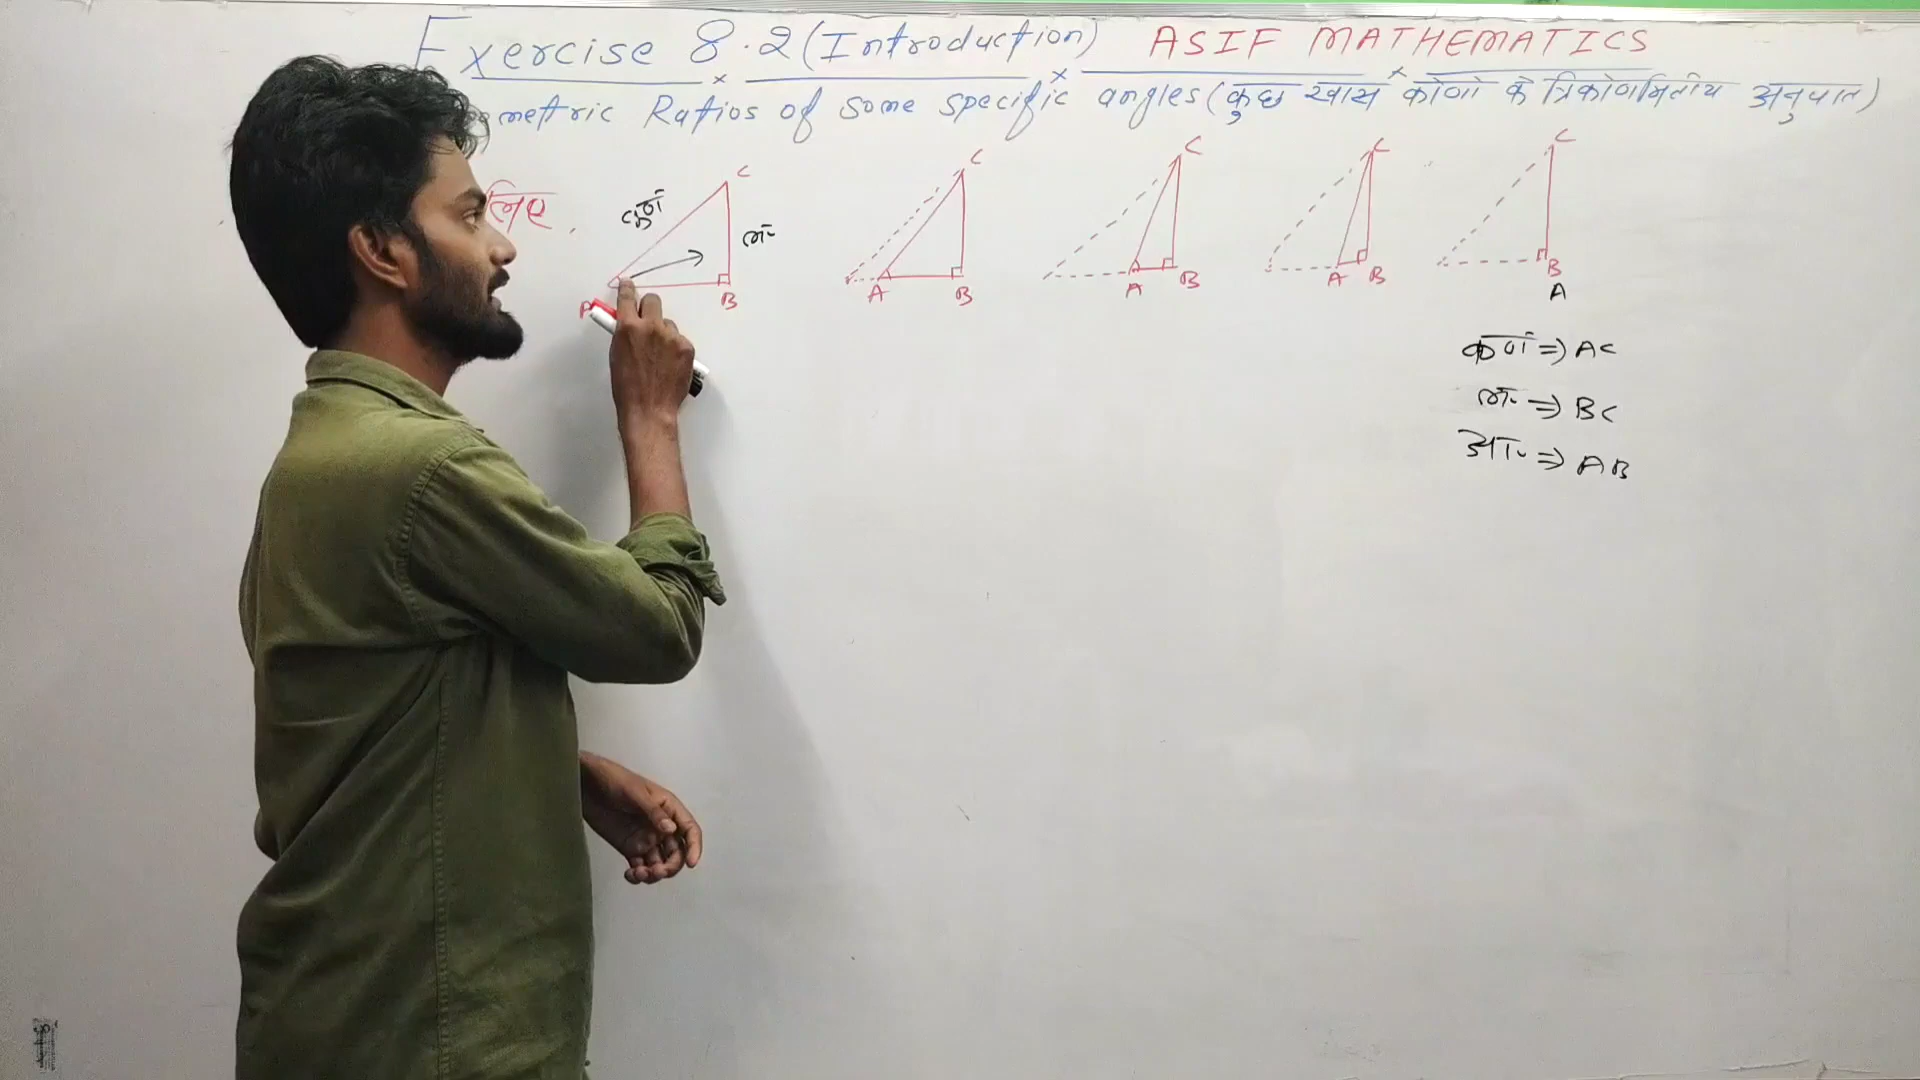 Exercise 8.2 (Introduction) ASIF MATHEMATICS
metric Ratios of some specific angles (कुछ खास कोणों के त्रिकोणमितीय अनुपात)
लिए
कर्ण
लं
A B C
A B C
A B C
A B C
A B C
कर्ण ⇒ AC
लं ⇒ BC
आ ⇒ AB